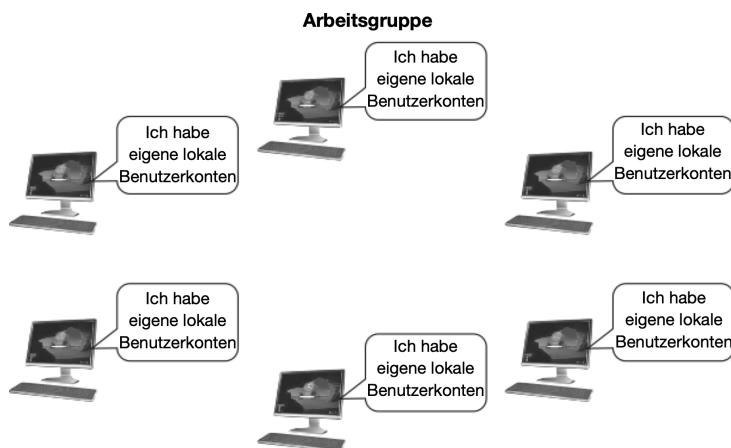 Arbeitsgruppe
Ich habe
eigene lokale
Benutzerkonten
Ich habe
eigene lokale
Benutzerkonten
Ich habe
eigene lokale
Benutzerkonten
Ich habe
eigene lokale
Benutzerkonten
Ich habe
eigene lokale
Benutzerkonten
Ich habe
eigene lokale
Benutzerkonten